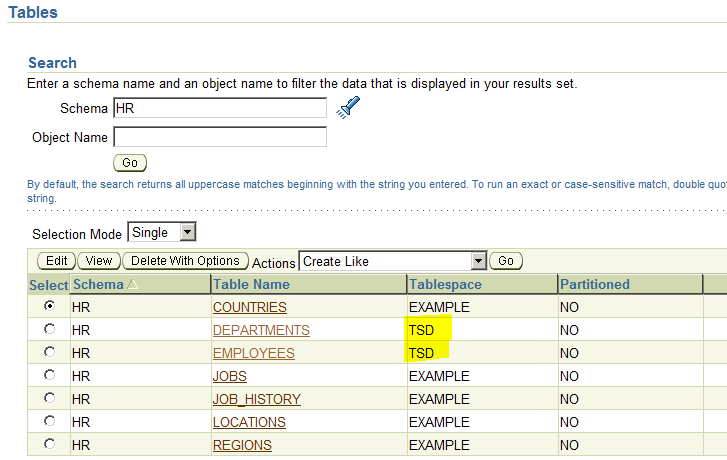 Tables
Search
Enter a schema name and an object name to filter the data that is displayed in your results set.
Schema HR
Object Name
Go
By default, the search returns all uppercase matches beginning with the string you entered. To run an exact or case-sensitive match, double quo
string.
Selection Mode Single
Edit View Delete With Options Actions Create Like Go
Select Schema Table Name Tablespace Partitioned
HR COUNTRIES EXAMPLE NO
HR DEPARTMENTS TSD NO
HR EMPLOYEES TSD NO
HR JOBS EXAMPLE NO
HR JOB_HISTORY EXAMPLE NO
HR LOCATIONS EXAMPLE NO
HR REGIONS EXAMPLE NO